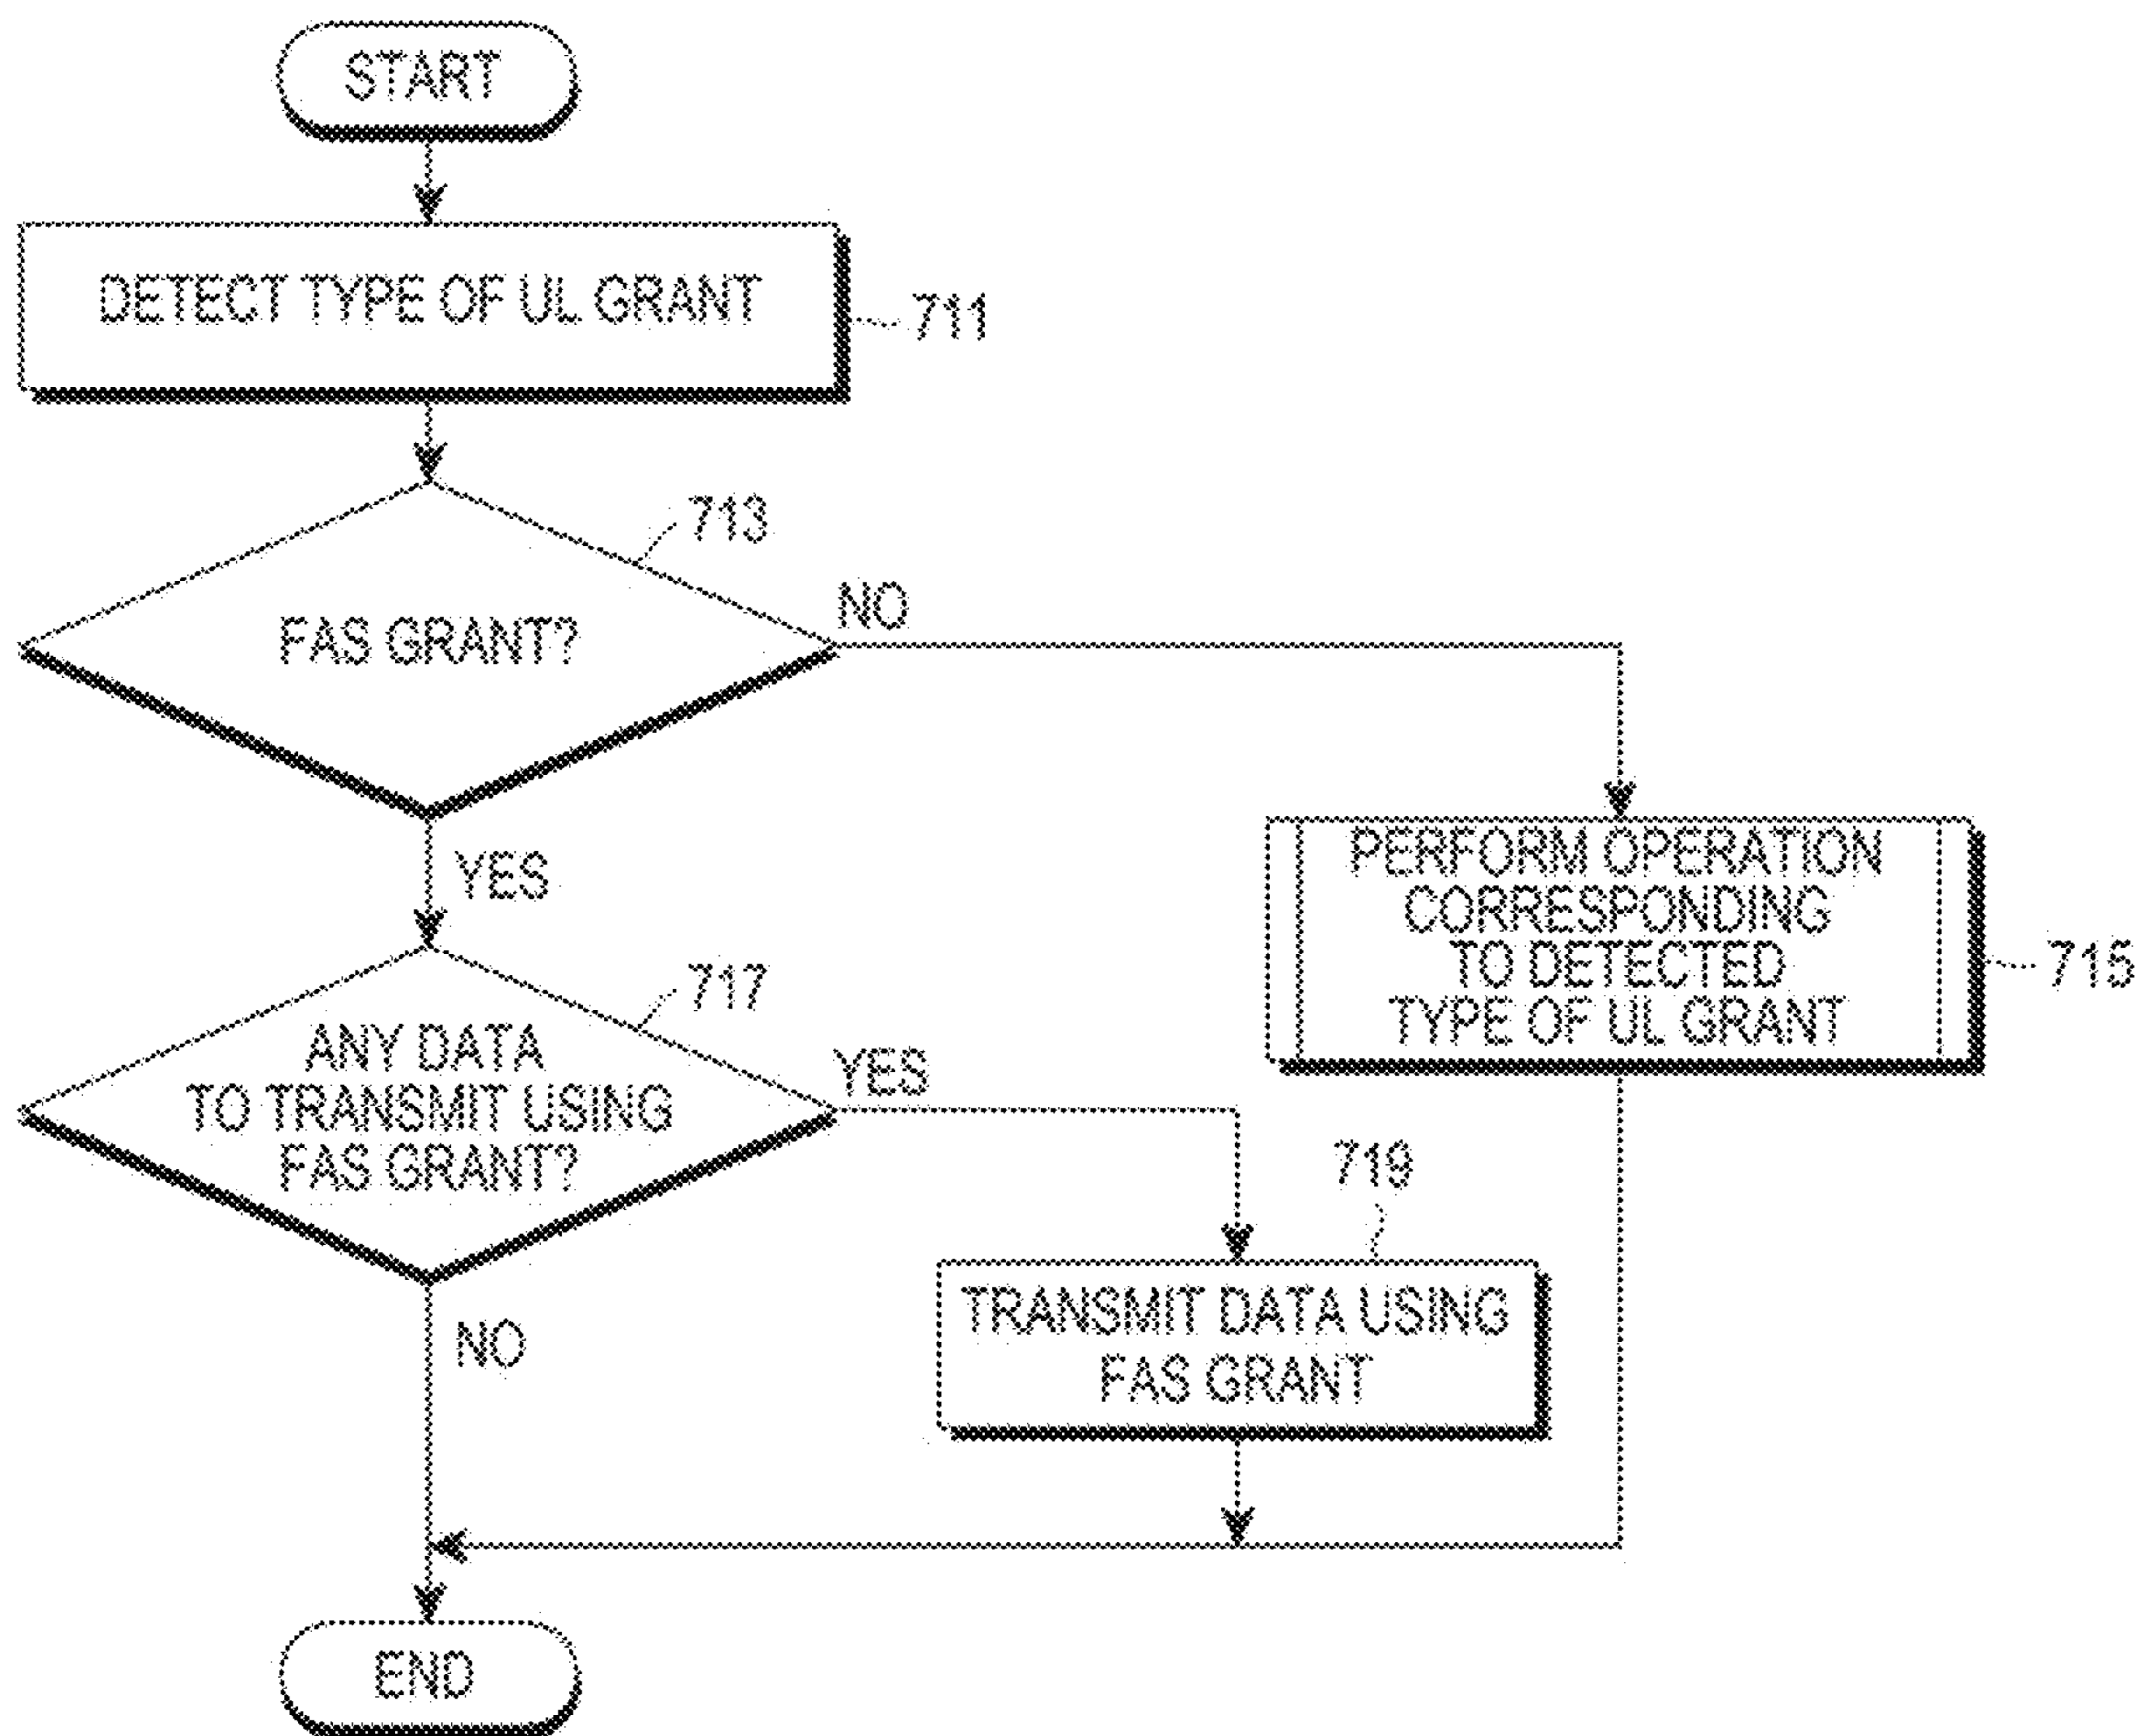 START
DETECT TYPE OF UL GRANT
711
713
FAS GRANT?
NO
YES
PERFORM OPERATION
CORRESPONDING
TO DETECTED
TYPE OF UL GRANT
715
717
ANY DATA
TO TRANSMIT USING
FAS GRANT?
YES
719
TRANSMIT DATA USING
FAS GRANT
NO
END